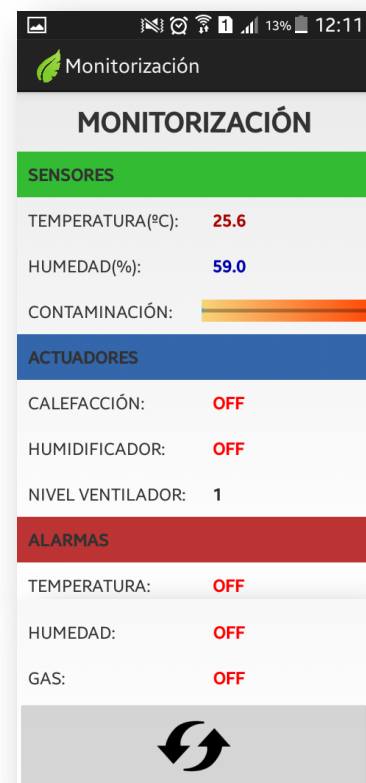 1 13% 12:11
Monitorización
MONITORIZACIÓN
SENSORES
TEMPERATURA(ºC): 25.6
HUMEDAD(%): 59.0
CONTAMINACIÓN:
ACTUADORES
CALEFACCIÓN: OFF
HUMIDIFICADOR: OFF
NIVEL VENTILADOR: 1
ALARMAS
TEMPERATURA: OFF
HUMEDAD: OFF
GAS: OFF